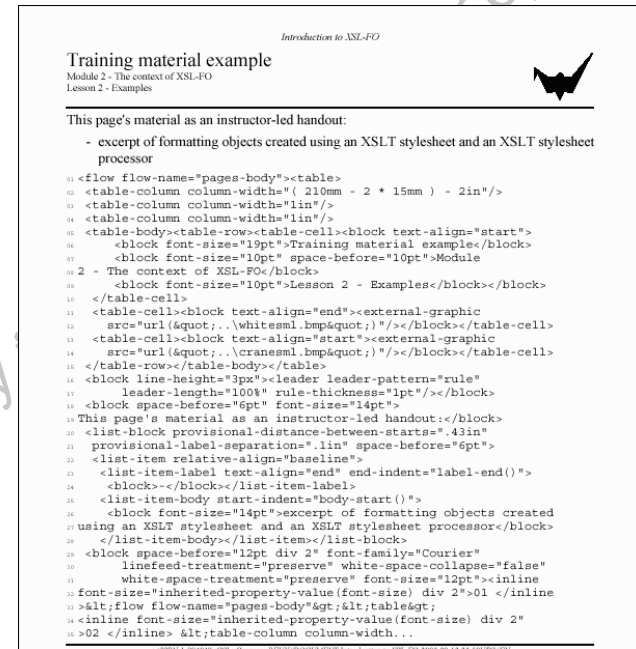 Introduction to XSL-FO
Training material example
Module 2 - The context of XSL-FO
Lesson 2 - Examples
This page's material as an instructor-led handout:
- excerpt of formatting objects created using an XSLT stylesheet and an XSLT stylesheet
processor
01 <flow flow-name="pages-body"><table>
02 <table-column column-width="( 210mm - 2 * 15mm ) - 2in"/>
03 <table-column column-width="1in"/>
04 <table-column column-width="1in"/>
05 <table-body><table-row><table-cell><block text-align="start">
06 <block font-size="19pt">Training material example</block>
07 <block font-size="10pt" space-before="10pt">Module
08 2 - The context of XSL-FO</block>
09 <block font-size="10pt">Lesson 2 - Examples</block></block>
10 </table-cell>
11 <table-cell><block text-align="end"><external-graphic
12 src="url(&quot;..\whitesml.bmp&quot;)"/></block></table-cell>
13 <table-cell><block text-align="start"><external-graphic
14 src="url(&quot;..\cranesml.bmp&quot;)"/></block></table-cell>
15 </table-row></table-body></table>
16 <block line-height="3px"><leader leader-pattern="rule"
17 leader-length="100%" rule-thickness="1pt"/></block>
18 <block space-before="6pt" font-size="14pt">
19 This page's material as an instructor-led handout:</block>
20 <list-block provisional-distance-between-starts=".43in"
21 provisional-label-separation=".1in" space-before="6pt">
22 <list-item relative-align="baseline">
23 <list-item-label text-align="end" end-indent="label-end()">
24 <block>-</block></list-item-label>
25 <list-item-body start-indent="body-start()">
26 <block font-size="14pt">excerpt of formatting objects created
27 using an XSLT stylesheet and an XSLT stylesheet processor</block>
28 </list-item-body></list-item></list-block>
29 <block space-before="12pt div 2" font-family="Courier"
30 linefeed-treatment="preserve" white-space-collapse="false"
31 white-space-treatment="preserve" font-size="12pt"><inline
32 font-size="inherited-property-value(font-size) div 2">01 </inline
33 >&lt;flow flow-name="pages-body"&gt;&lt;table&gt;
34 <inline font-size="inherited-property-value(font-size) div 2"
35 >02 </inline> &lt;table-column column-width...